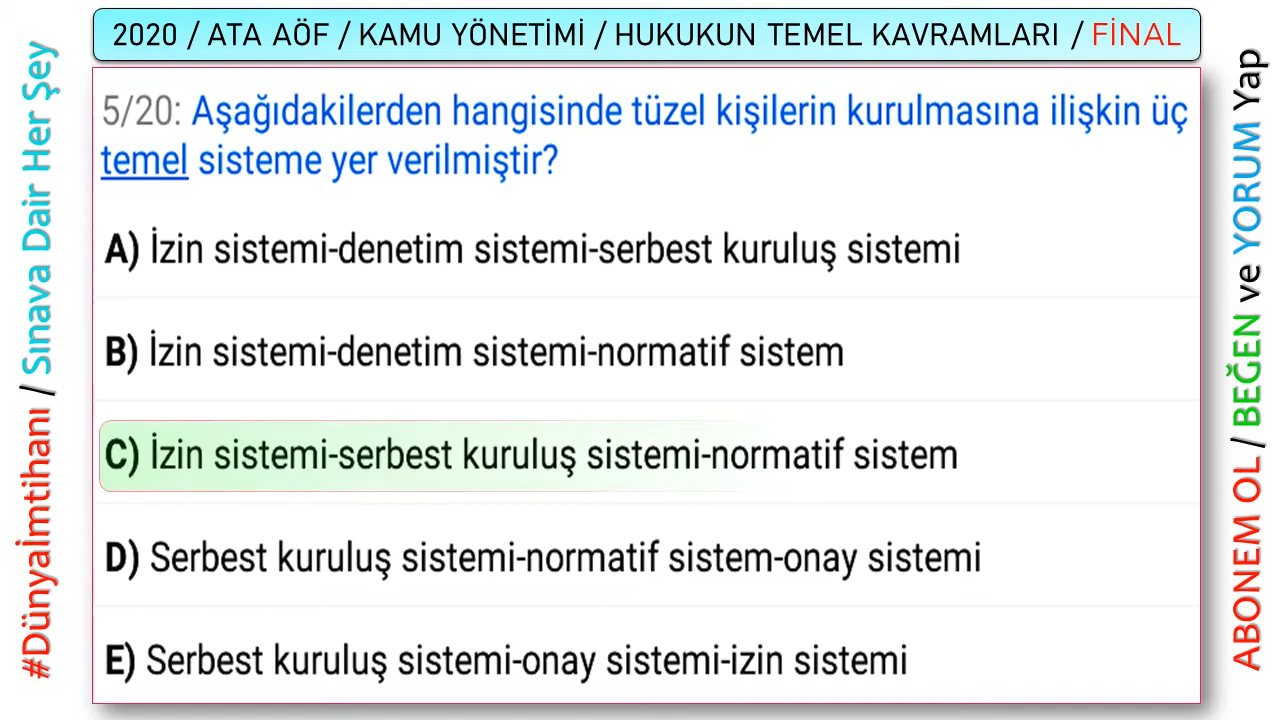 2020 / ATA AÖF / KAMU YÖNETİMİ / HUKUKUN TEMEL KAVRAMLARI / FİNAL
5/20: Aşağıdakilerden hangisinde tüzel kişilerin kurulmasına ilişkin üç
temel sisteme yer verilmiştir?
A) İzin sistemi-denetim sistemi-serbest kuruluş sistemi
B) İzin sistemi-denetim sistemi-normatif sistem
C) İzin sistemi-serbest kuruluş sistemi-normatif sistem
D) Serbest kuruluş sistemi-normatif sistem-onay sistemi
E) Serbest kuruluş sistemi-onay sistemi-izin sistemi
#Dünyaİmtihanı / Sınava Dair Her Şey
ABONEM OL / BEĞEN ve YORUM Yap